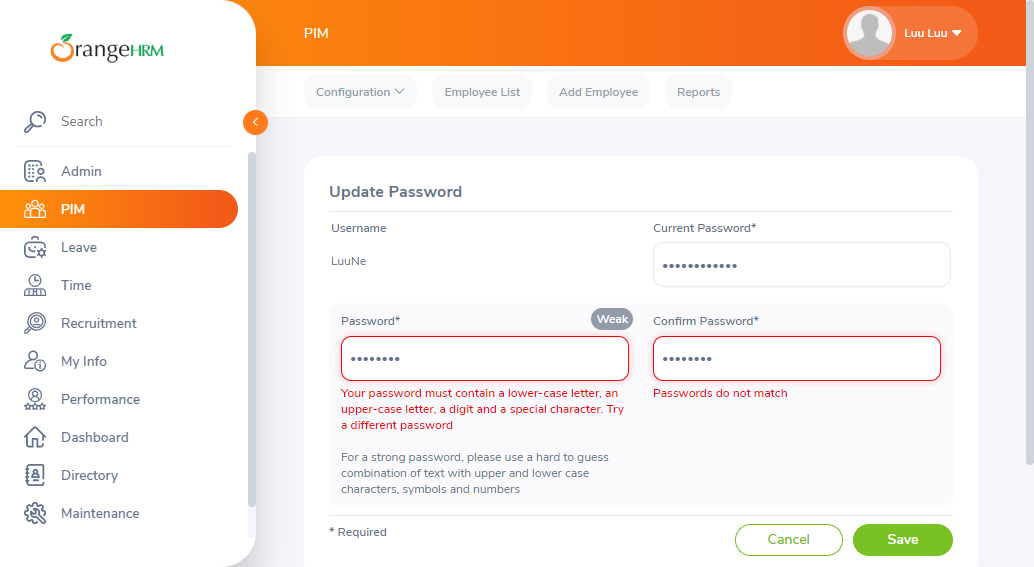 OrangeHRM
Search
Admin
PIM
Leave
Time
Recruitment
My Info
Performance
Dashboard
Directory
Maintenance
PIM
Luu Luu
Configuration
Employee List
Add Employee
Reports
Update Password
Username
LuuNe
Current Password*
••••••••••••
Password*
Weak
••••••••
Your password must contain a lower-case letter, an
upper-case letter, a digit and a special character. Try
a different password
For a strong password, please use a hard to guess
combination of text with upper and lower case
characters, symbols and numbers
Confirm Password*
••••••••
Passwords do not match
* Required
Cancel
Save